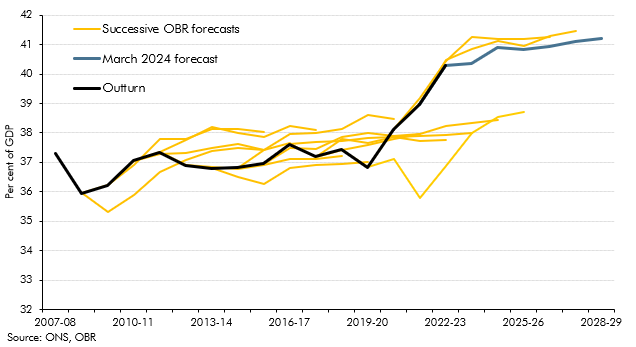 42
41
40
39
38
37
36
35
34
33
32
Per cent of GDP
Successive OBR forecasts
March 2024 forecast
Outturn
2007-08 2010-11 2013-14 2016-17 2019-20 2022-23 2025-26 2028-29
Source: ONS, OBR